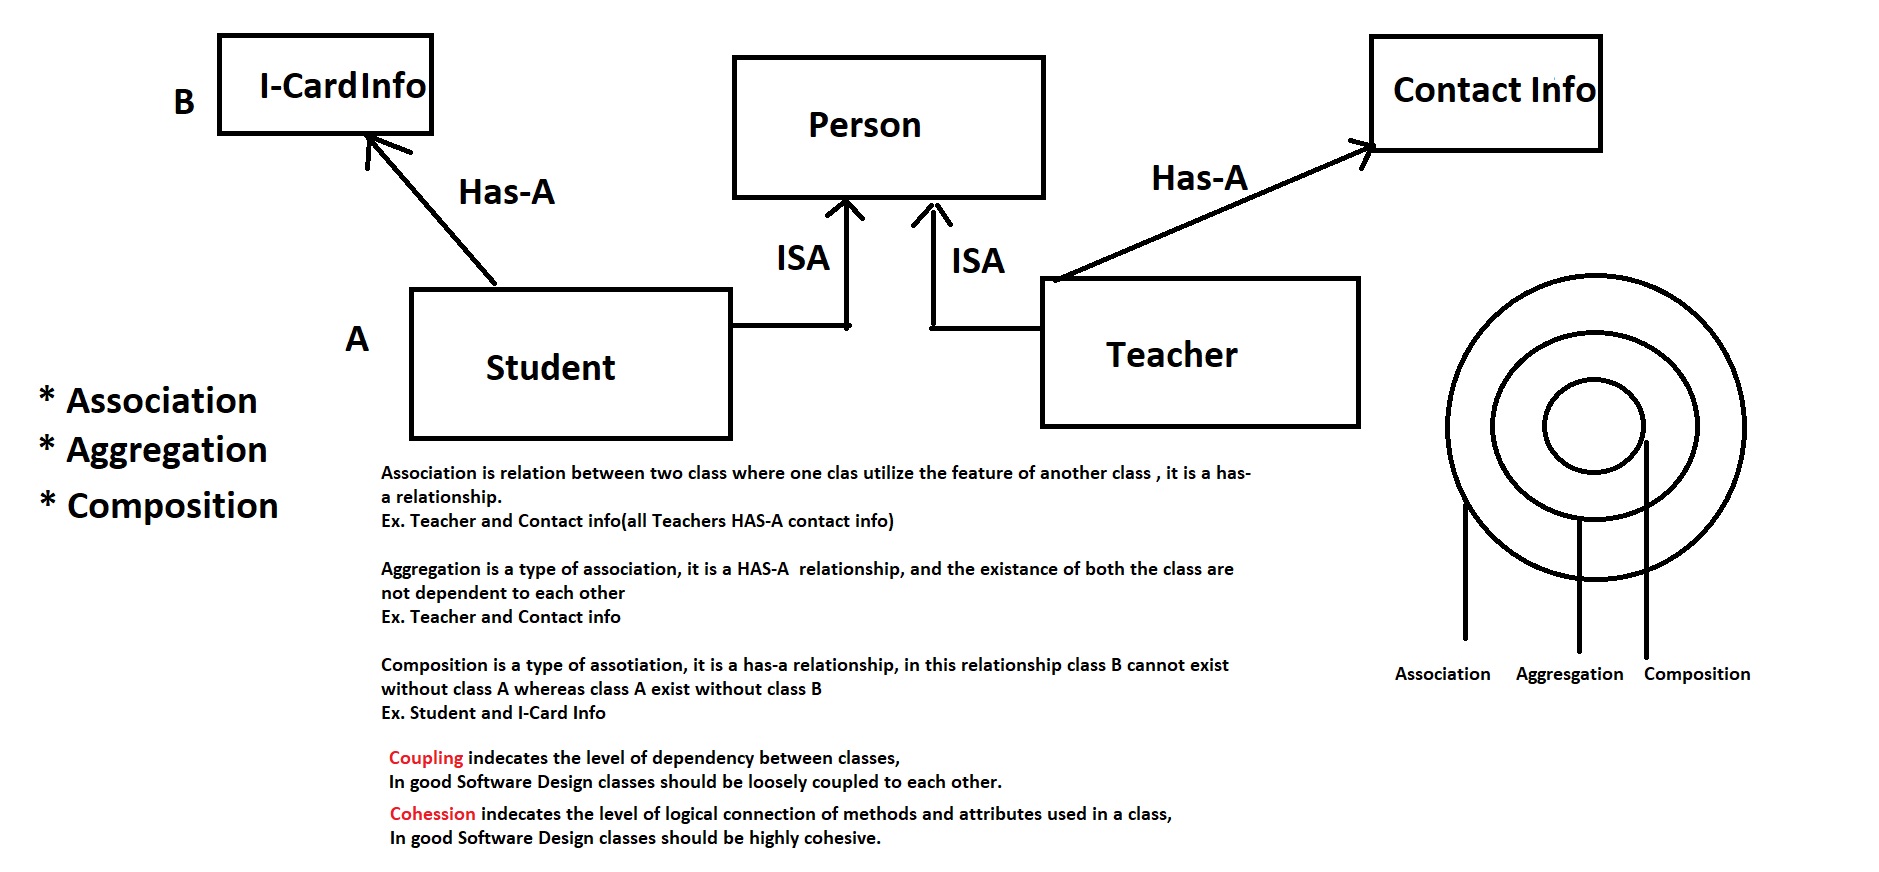 I-CardInfo
B
Person
Contact Info
Has-A
Has-A
ISA
ISA
A
Student
Teacher
* Association
* Aggregation
* Composition
Association is relation between two class where one clas utilize the feature of another class , it is a has-
a relationship.
Ex. Teacher and Contact info(all Teachers HAS-A contact info)
Aggregation is a type of association, it is a HAS-A  relationship, and the existance of both the class are
not dependent to each other
Ex. Teacher and Contact info
Composition is a type of assotiation, it is a has-a relationship, in this relationship class B cannot exist
without class A whereas class A exist without class B
Ex. Student and I-Card Info
Association
Aggresgation
Composition
Coupling indecates the level of dependency between classes,
In good Software Design classes should be loosely coupled to each other.
Cohession indecates the level of logical connection of methods and attributes used in a class,
In good Software Design classes should be highly cohesive.